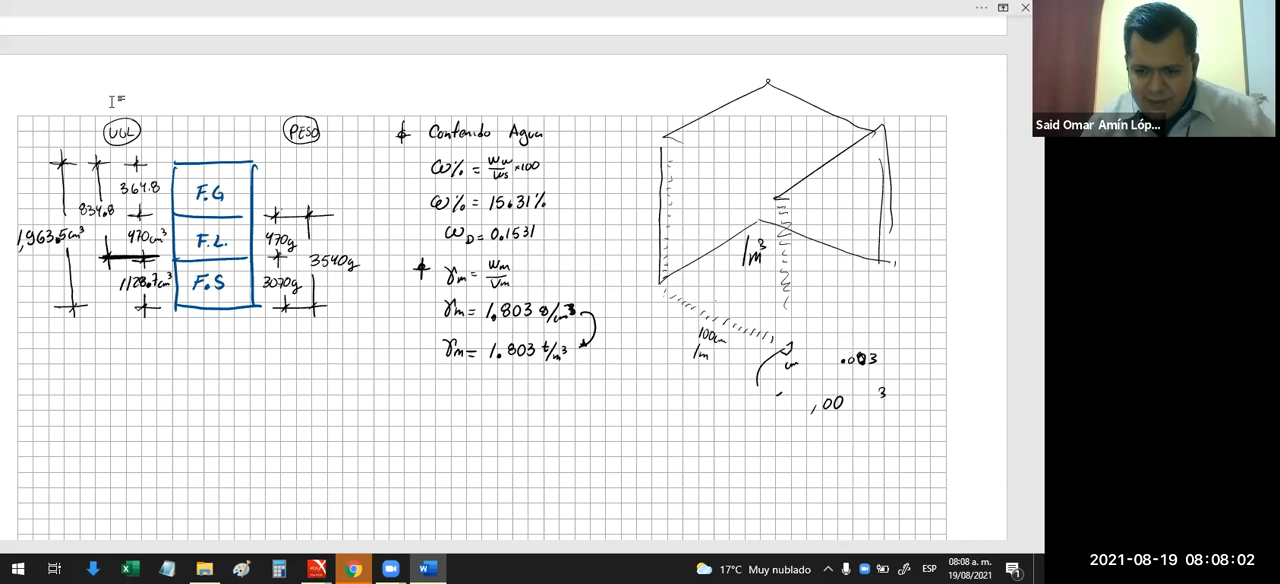 Said Omar Amín Lóp...
VOL
PESO
364.8
834.8
1,963.5cm³
470cm³
1128.7cm³
F.G
F.L.
F.S
470g
3540g
3070g
Contenido Agua
ω% = Ww/Ws ×100
ω% = 15.31%
ωD = 0.1531
γm = Wm/Vm
γm = 1.803 g/cm³
γm = 1.803 t/m³
1m³
100cm
1m
cm
.003
,00 3
2021-08-19 08:08:02
17°C Muy nublado
ESP
08:08 a. m.
19/08/2021
1